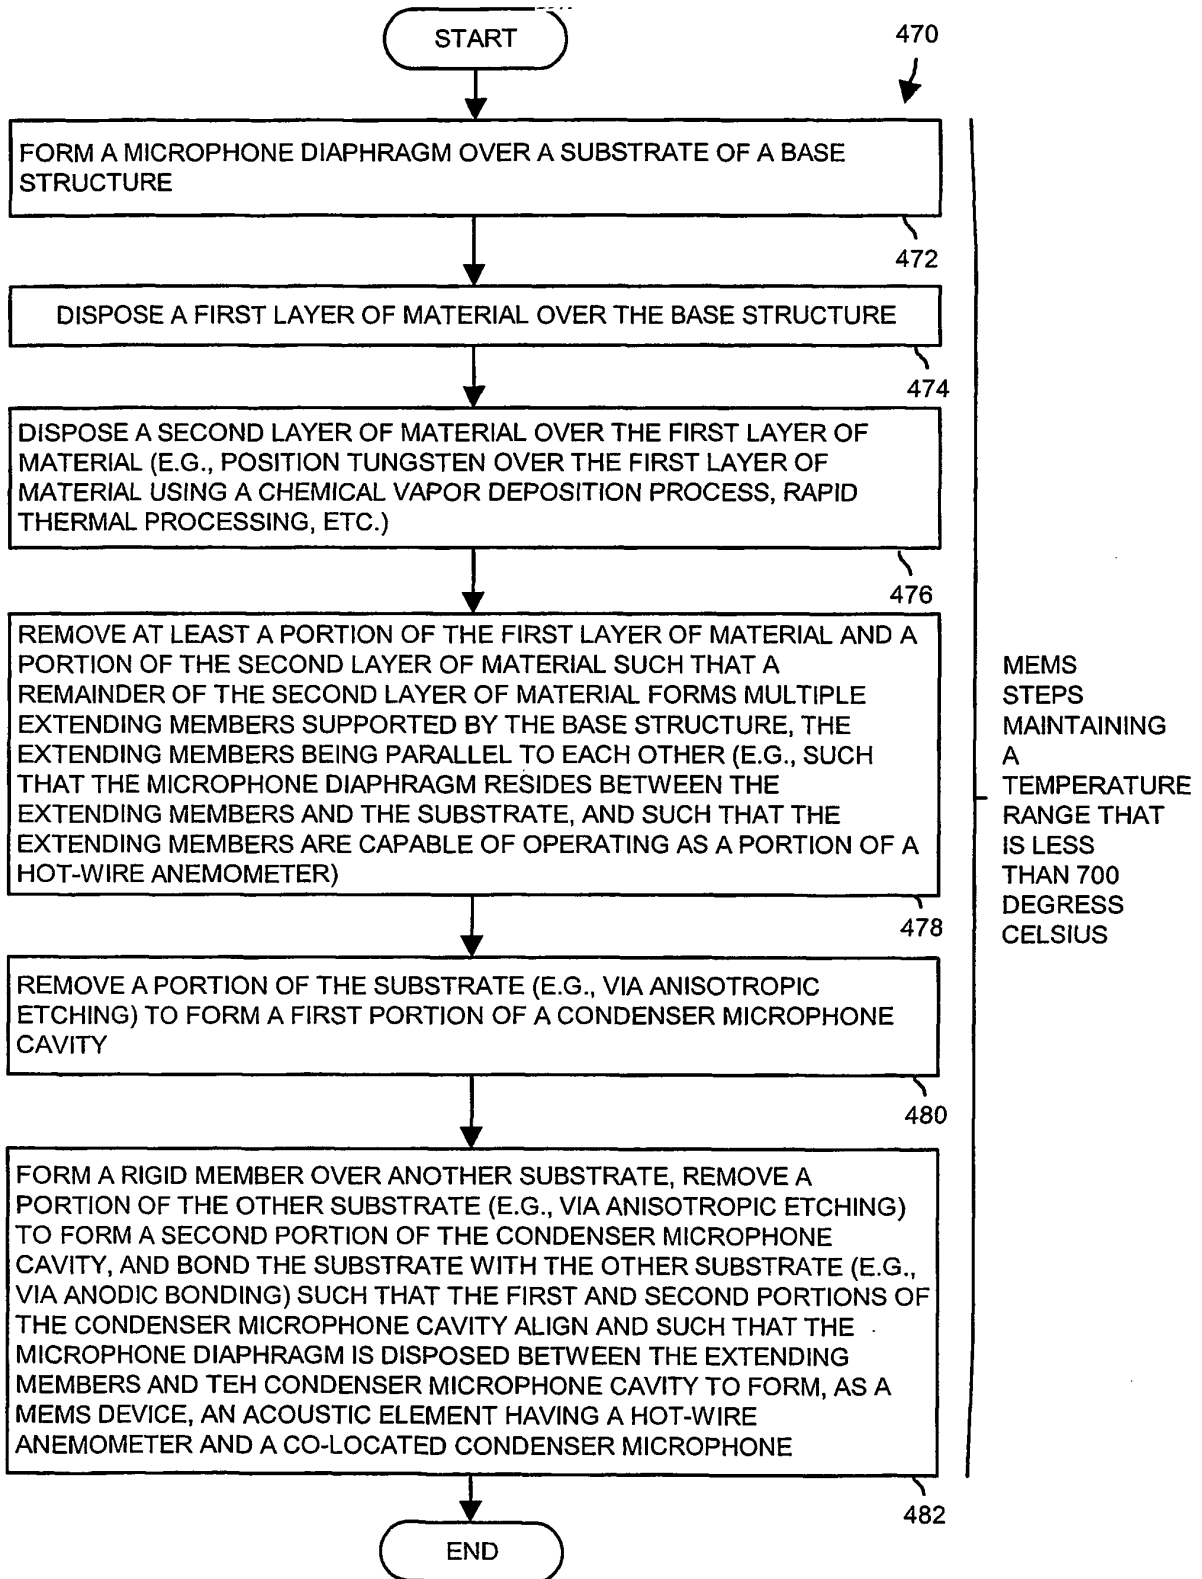 START
470
FORM A MICROPHONE DIAPHRAGM OVER A SUBSTRATE OF A BASE
STRUCTURE
472
DISPOSE A FIRST LAYER OF MATERIAL OVER THE BASE STRUCTURE
474
DISPOSE A SECOND LAYER OF MATERIAL OVER THE FIRST LAYER OF
MATERIAL (E.G., POSITION TUNGSTEN OVER THE FIRST LAYER OF
MATERIAL USING A CHEMICAL VAPOR DEPOSITION PROCESS, RAPID
THERMAL PROCESSING, ETC.)
476
REMOVE AT LEAST A PORTION OF THE FIRST LAYER OF MATERIAL AND A
PORTION OF THE SECOND LAYER OF MATERIAL SUCH THAT A
REMAINDER OF THE SECOND LAYER OF MATERIAL FORMS MULTIPLE
EXTENDING MEMBERS SUPPORTED BY THE BASE STRUCTURE, THE
EXTENDING MEMBERS BEING PARALLEL TO EACH OTHER (E.G., SUCH
THAT THE MICROPHONE DIAPHRAGM RESIDES BETWEEN THE
EXTENDING MEMBERS AND THE SUBSTRATE, AND SUCH THAT THE
EXTENDING MEMBERS ARE CAPABLE OF OPERATING AS A PORTION OF A
HOT-WIRE ANEMOMETER)
478
REMOVE A PORTION OF THE SUBSTRATE (E.G., VIA ANISOTROPIC
ETCHING) TO FORM A FIRST PORTION OF A CONDENSER MICROPHONE
CAVITY
480
FORM A RIGID MEMBER OVER ANOTHER SUBSTRATE, REMOVE A
PORTION OF THE OTHER SUBSTRATE (E.G., VIA ANISOTROPIC ETCHING)
TO FORM A SECOND PORTION OF THE CONDENSER MICROPHONE
CAVITY, AND BOND THE SUBSTRATE WITH THE OTHER SUBSTRATE (E.G.,
VIA ANODIC BONDING) SUCH THAT THE FIRST AND SECOND PORTIONS OF
THE CONDENSER MICROPHONE CAVITY ALIGN AND SUCH THAT THE
MICROPHONE DIAPHRAGM IS DISPOSED BETWEEN THE EXTENDING
MEMBERS AND TEH CONDENSER MICROPHONE CAVITY TO FORM, AS A
MEMS DEVICE, AN ACOUSTIC ELEMENT HAVING A HOT-WIRE
ANEMOMETER AND A CO-LOCATED CONDENSER MICROPHONE
482
END
MEMS
STEPS
MAINTAINING
A
TEMPERATURE
RANGE THAT
IS LESS
THAN 700
DEGRESS
CELSIUS